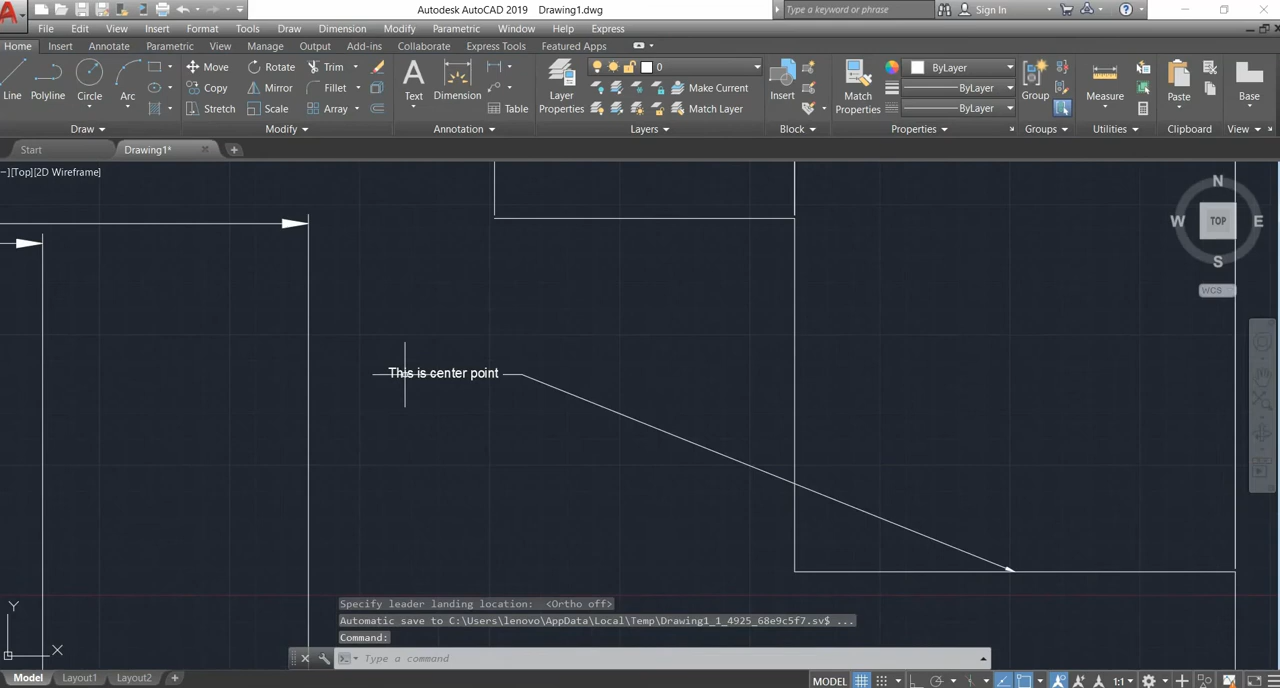 Autodesk AutoCAD 2019 Drawing1.dwg
Type a keyword or phrase
Sign In
File Edit View Insert Format Tools Draw Dimension Modify Parametric Window Help Express
Home Insert Annotate Parametric View Manage Output Add-ins Collaborate Express Tools Featured Apps
Line Polyline Circle Arc
Move Rotate Trim
Copy Mirror Fillet
Stretch Scale Array
Text Dimension
Table
Layer Properties
0
Make Current
Match Layer
Insert
Match Properties
ByLayer
ByLayer
ByLayer
Group
Measure
Paste
Base
Draw Modify Annotation Layers Block Properties Groups Utilities Clipboard View
Start Drawing1*
–][Top][2D Wireframe]
N
W TOP E
S
WCS
This is center point
Specify leader landing location: <Ortho off>
Automatic save to C:\Users\lenovo\AppData\Local\Temp\Drawing1_1_4925_68e9c5f7.sv$ ...
Command:
Type a command
Y
X
Model Layout1 Layout2
MODEL 1:1